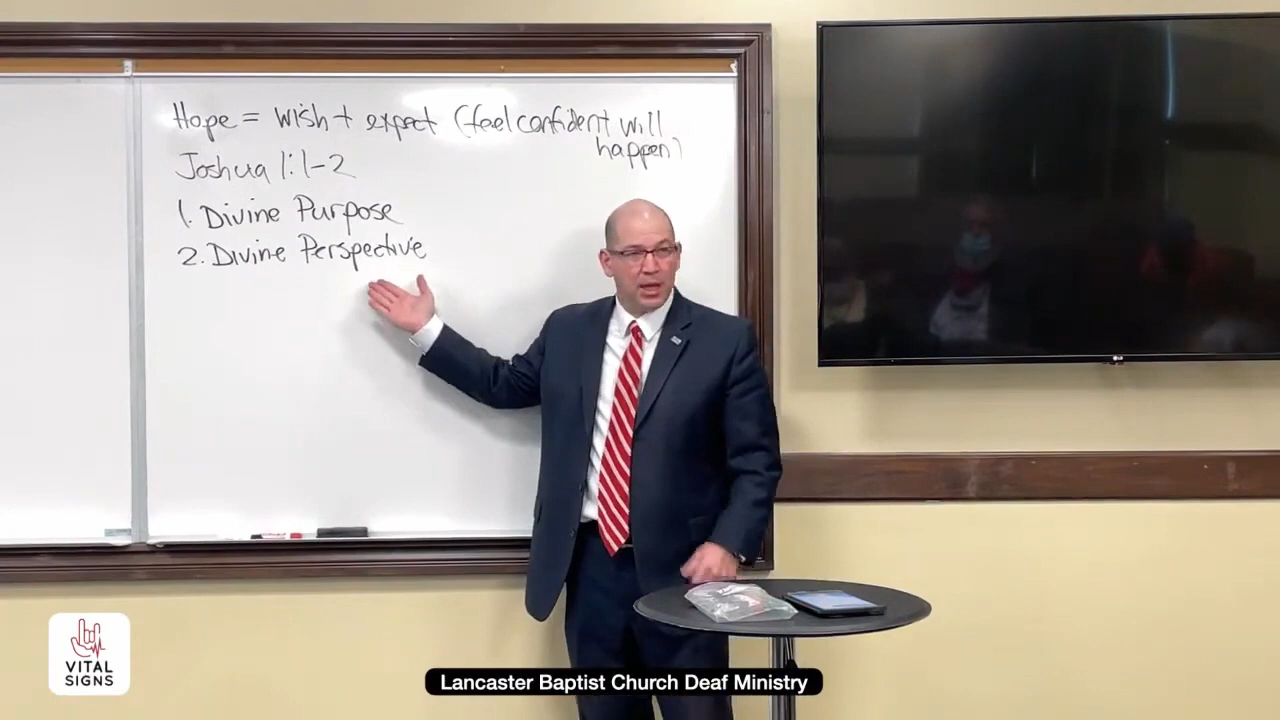 Hope = wish + expect (feel confident will
happen)
Joshua 1:1-2
1. Divine Purpose
2. Divine Perspective
LG
VITAL
SIGNS
Lancaster Baptist Church Deaf Ministry